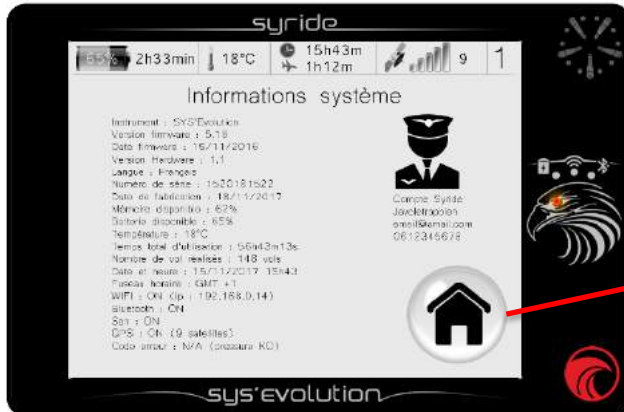 syride
65% 2h33min 18°C 15h43m 9 1
1h12m
Informations système
Instrument : SYS'Evolution
Version firmware : 5.18
Date firmware : 15/11/2016
Version Hardware : 1.1
Langue : Français
Numéro de série : 1520181522
Date de fabrication : 18/11/2017
Mémoire disponible : 62%
Batterie disponible : 65%
Température : 18°C
Temps total d'utilisation : 56h43m13s
Nombre de vol réalisés : 148 vols
Date et heure : 15/11/2017 15h43
Fuseau horaire : GMT +1
WIFI : ON (ip : 192.168.0.14)
Bluetooth : ON
Son : ON
GPS : ON (9 satellites)
Code erreur : N/A (pressure KO)
Compte Syride
Javoletrobien
email@email.com
0612345678
sys'evolution